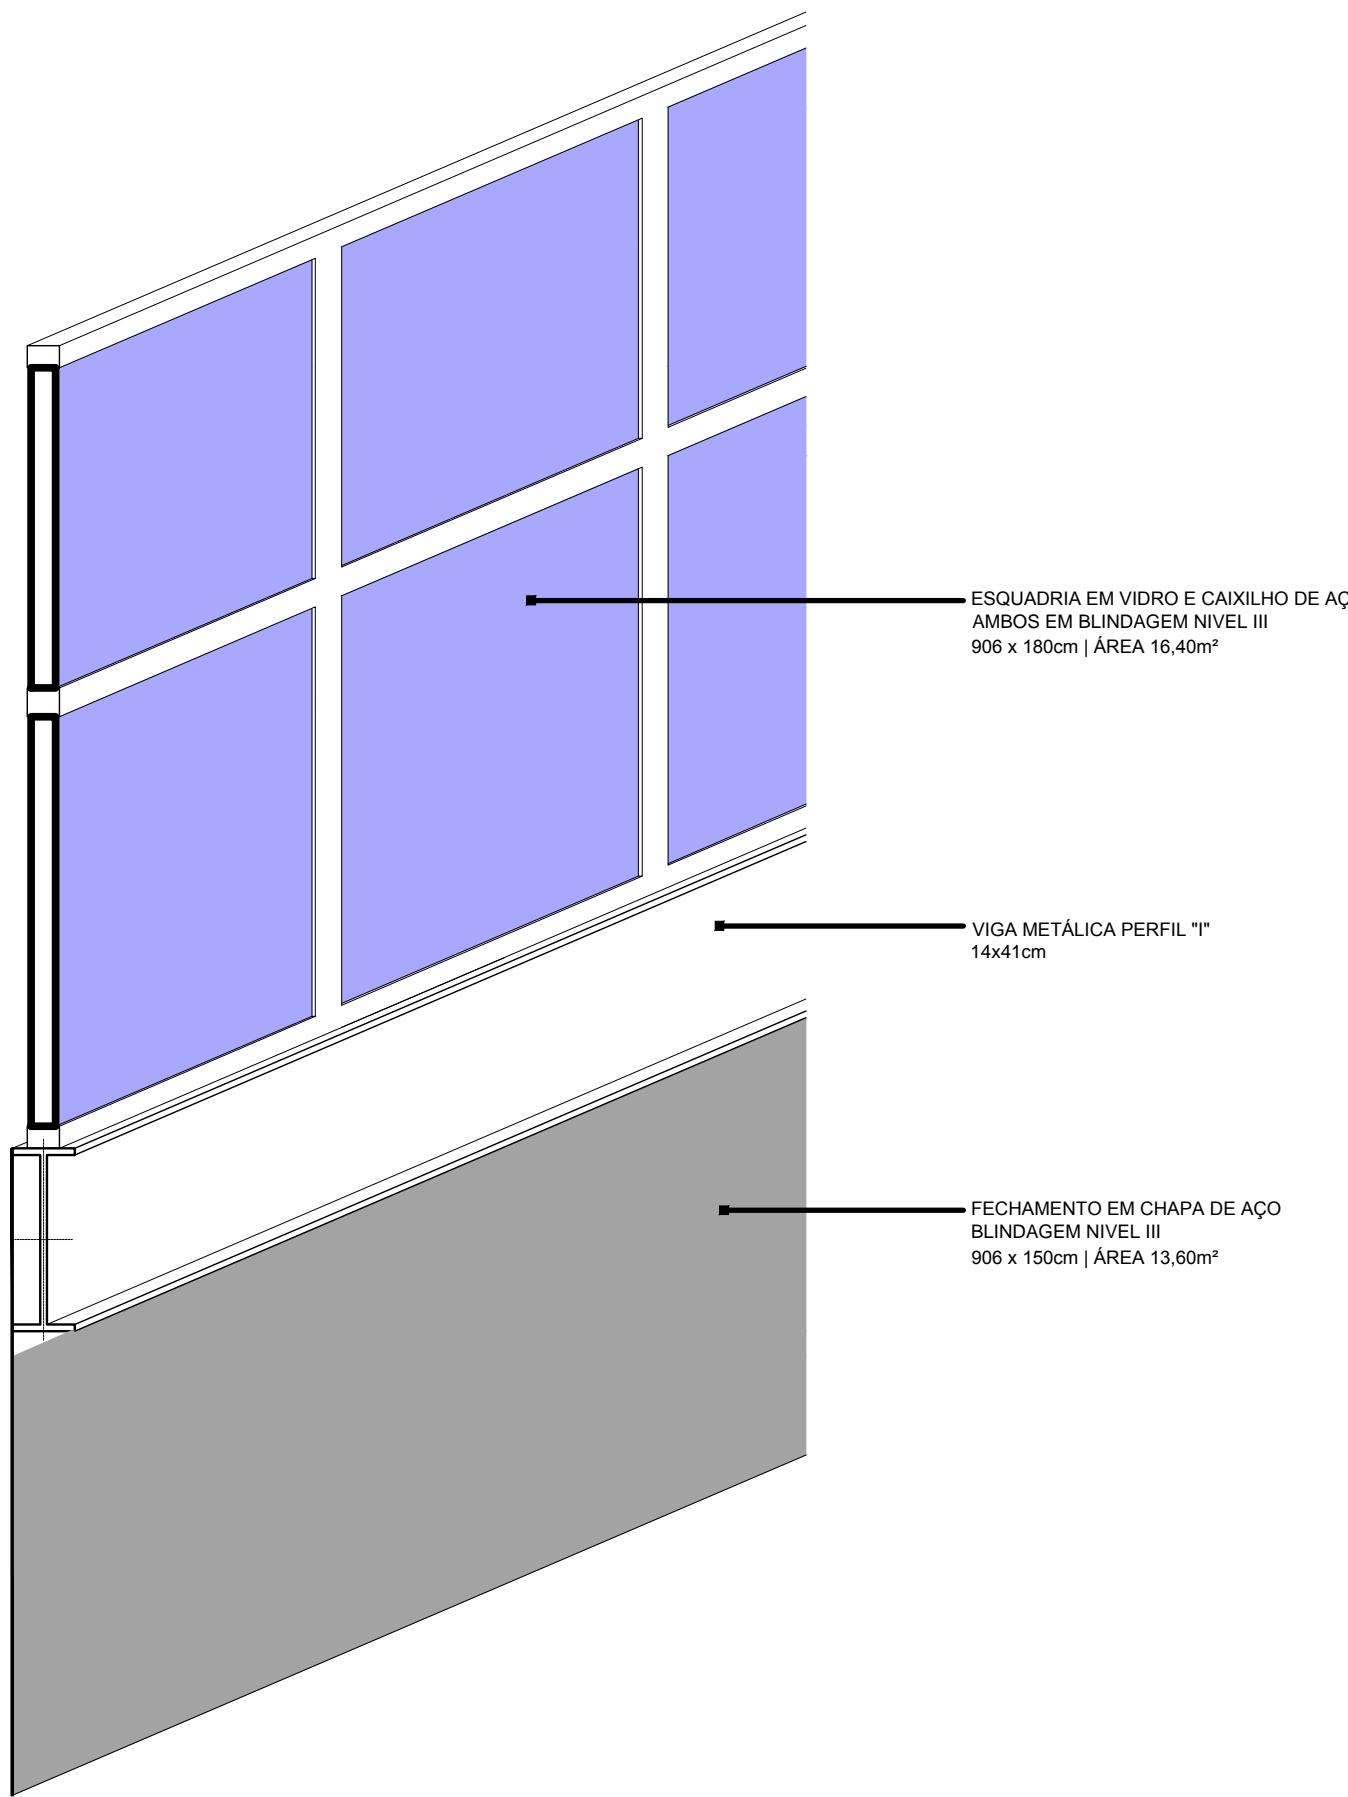 ESQUADRIA EM VIDRO E CAIXILHO DE AÇ
AMBOS EM BLINDAGEM NIVEL III
906 x 180cm | ÁREA 16,40m²
VIGA METÁLICA PERFIL "I"
14x41cm
FECHAMENTO EM CHAPA DE AÇO
BLINDAGEM NIVEL III
906 x 150cm | ÁREA 13,60m²